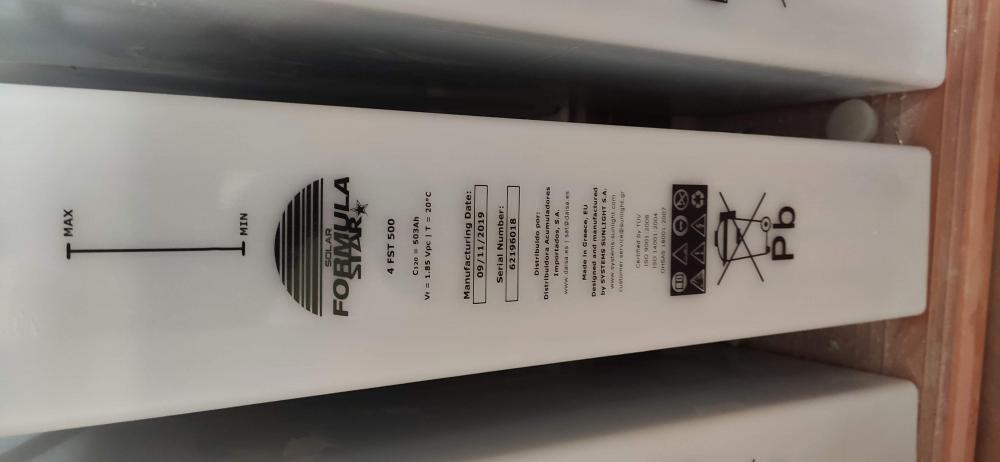 MAX
MIN
SOLAR
FORMULA
STAR
4 FST 500
C120 = 503Ah
Vf = 1.85 Vpc | T = 20°C
Manufacturing Date:
09/11/2019
Serial Number:
62196018
Distribuido por:
Distribuidora Acumuladores
Importados, S.A.
www.daisa.es | sat@daisa.es
Made in Greece, EU
Designed and manufactured
by SYSTEMS SUNLIGHT S.A.
www.systems-sunlight.com
customer.service@sunlight.gr
Certified by TÜV
ISO 9001:2008
ISO 14001:2004
OHSAS 18001:2007
Pb